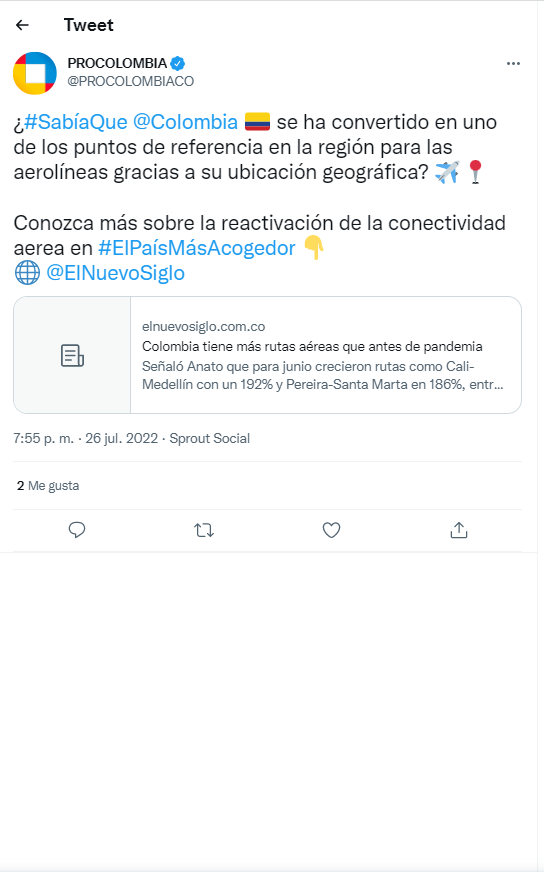 Tweet
PROCOLOMBIA
@PROCOLOMBIACO
¿#SabíaQue @Colombia 🇨🇴 se ha convertido en uno
de los puntos de referencia en la región para las
aerolíneas gracias a su ubicación geográfica? ✈️📍
Conozca más sobre la reactivación de la conectividad
aerea en #ElPaísMásAcogedor 👇
🌐 @ElNuevoSiglo
elnuevosiglo.com.co
Colombia tiene más rutas aéreas que antes de pandemia
Señaló Anato que para junio crecieron rutas como Cali-
Medellín con un 192% y Pereira-Santa Marta en 186%, entr...
7:55 p. m. · 26 jul. 2022 · Sprout Social
2 Me gusta